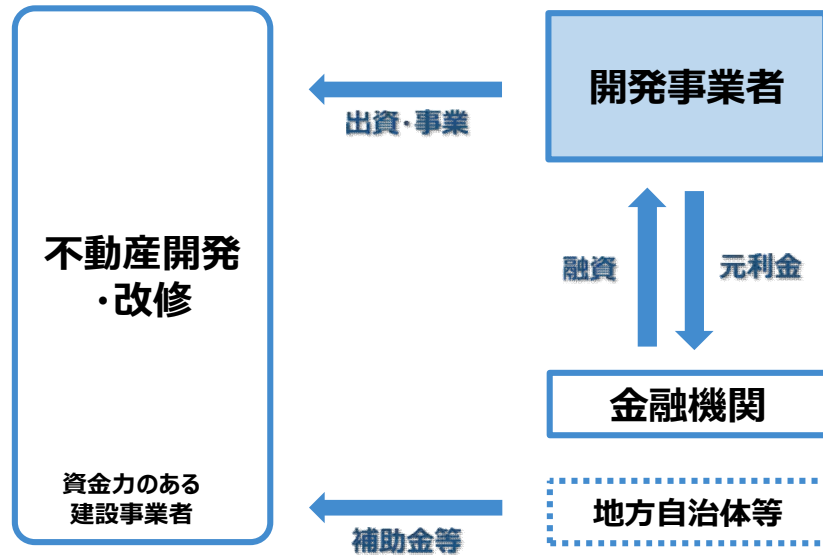 開発事業者
出資・事業
不動産開発
・改修
融資
元利金
金融機関
資金力のある
建設事業者
地方自治体等
補助金等